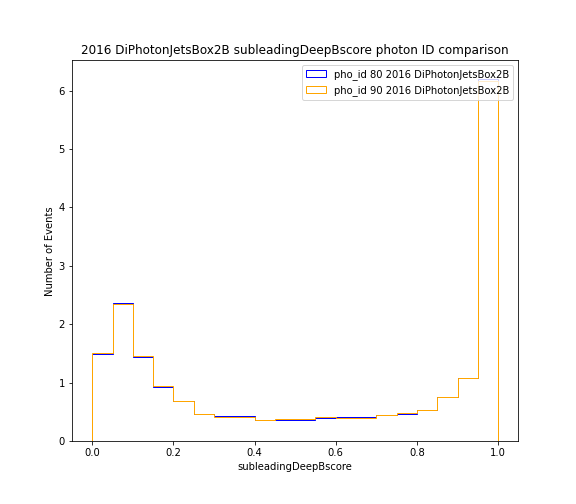 2016 DiPhotonJetsBox2B subleadingDeepBscore photon ID comparison
pho_id 80 2016 DiPhotonJetsBox2B
pho_id 90 2016 DiPhotonJetsBox2B
Number of Events
6
5
4
3
2
1
0
0.0 0.2 0.4 0.6 0.8 1.0
subleadingDeepBscore